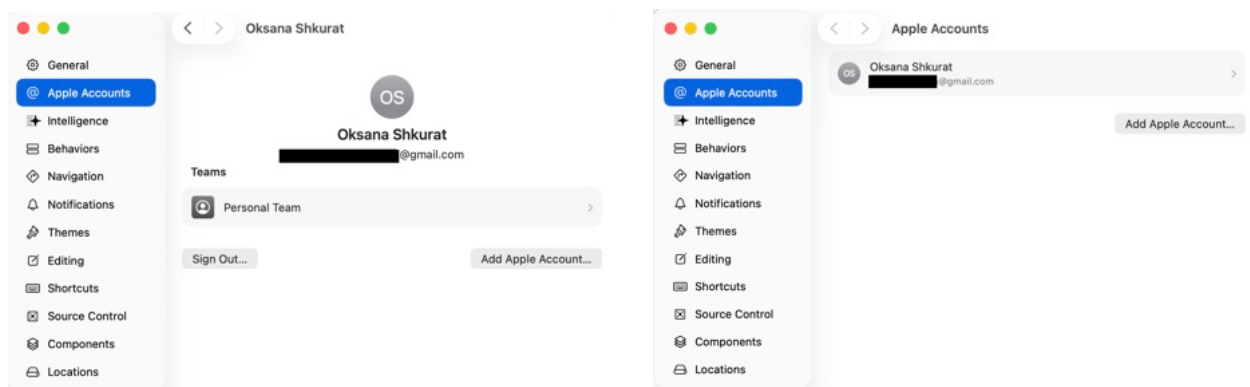 Oksana Shkurat
General
Apple Accounts
Intelligence
Behaviors
Navigation
Notifications
Themes
Editing
Shortcuts
Source Control
Components
Locations
OS
Oksana Shkurat
@gmail.com
Teams
Personal Team
Sign Out...
Add Apple Account...
Apple Accounts
General
Apple Accounts
Intelligence
Behaviors
Navigation
Notifications
Themes
Editing
Shortcuts
Source Control
Components
Locations
OS
Oksana Shkurat
@gmail.com
Add Apple Account...